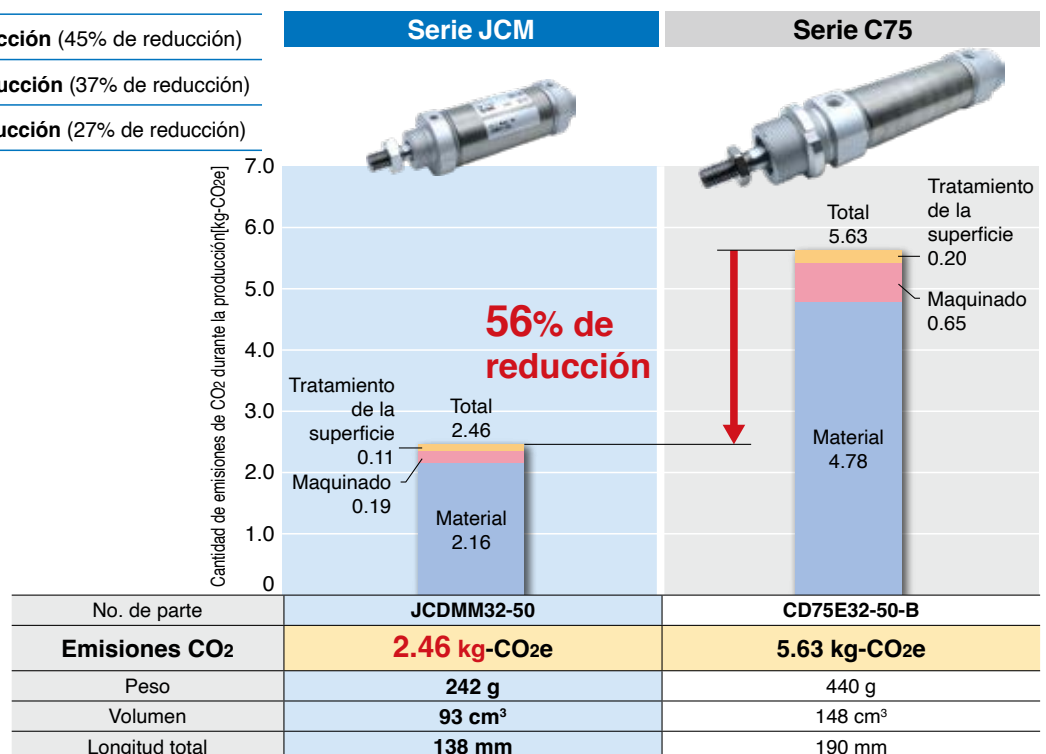 cción (45% de reducción)
ucción (37% de reducción)
ucción (27% de reducción)
Serie JCM
Serie C75
Cantidad de emisiones de CO2 durante la producción[kg-CO2e]
7.0
6.0
5.0
4.0
3.0
2.0
1.0
0
56% de
reducción
Tratamiento
de la
superficie
0.11
Maquinado
0.19
Total
2.46
Material
2.16
Total
5.63
Tratamiento
de la
superficie
0.20
Maquinado
0.65
Material
4.78
No. de parte JCDMM32-50 CD75E32-50-B
Emisiones CO2 2.46 kg-CO2e 5.63 kg-CO2e
Peso 242 g 440 g
Volumen 93 cm³ 148 cm³
Longitud total 138 mm 190 mm